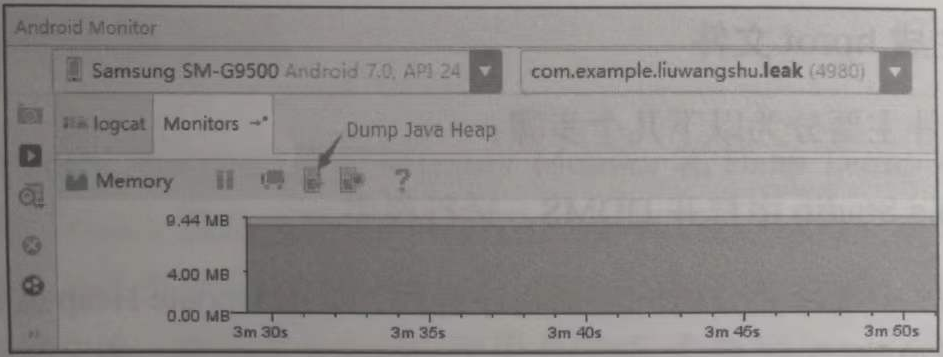 Android Monitor
Samsung SM-G9500 Android 7.0, API 24
com.example.liuwangshu.leak (4980)
logcat Monitors →*
Dump Java Heap
Memory
?
9.44 MB
4.00 MB
0.00 MB
3m 30s 3m 35s 3m 40s 3m 45s 3m 50s